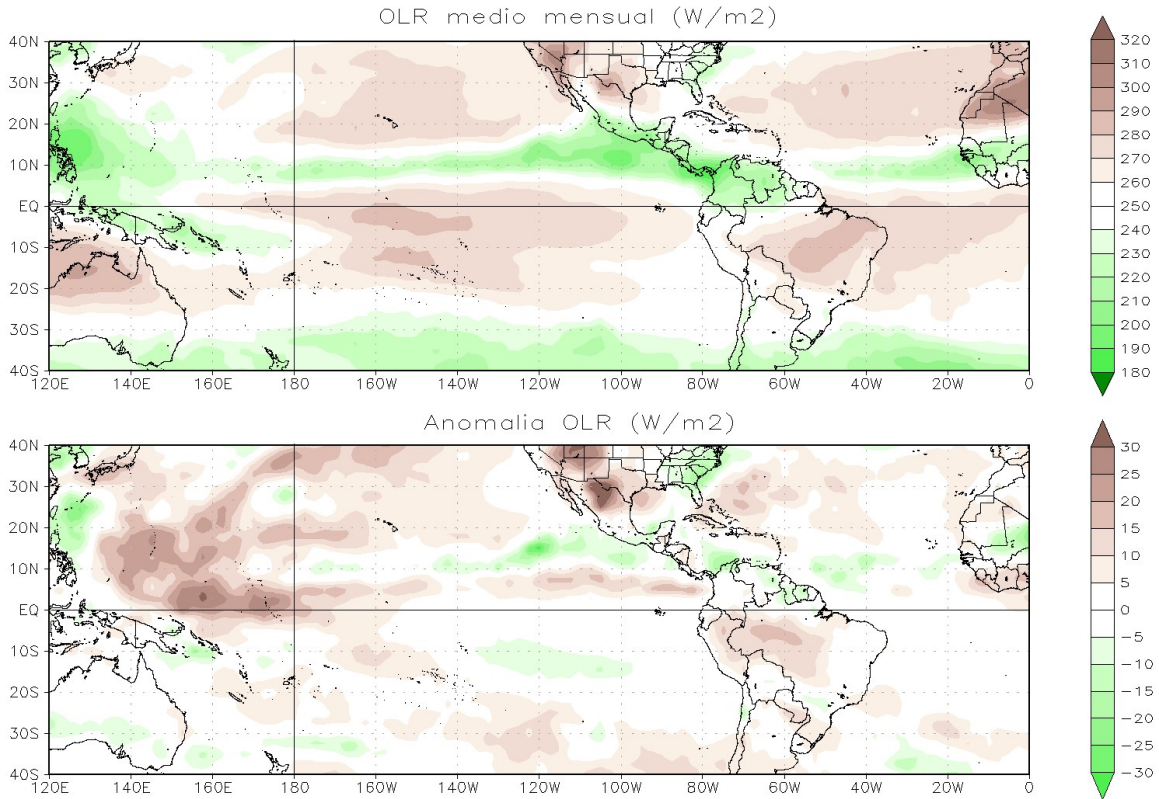 OLR medio mensual (W/m2)
40N
30N
20N
10N
EQ
10S
20S
30S
40S
120E 140E 160E 180 160W 140W 120W 100W 80W 60W 40W 20W 0
320
310
300
290
280
270
260
250
240
230
220
210
200
190
180
Anomalia OLR (W/m2)
40N
30N
20N
10N
EQ
10S
20S
30S
40S
120E 140E 160E 180 160W 140W 120W 100W 80W 60W 40W 20W 0
30
25
20
15
10
5
0
-5
-10
-15
-20
-25
-30